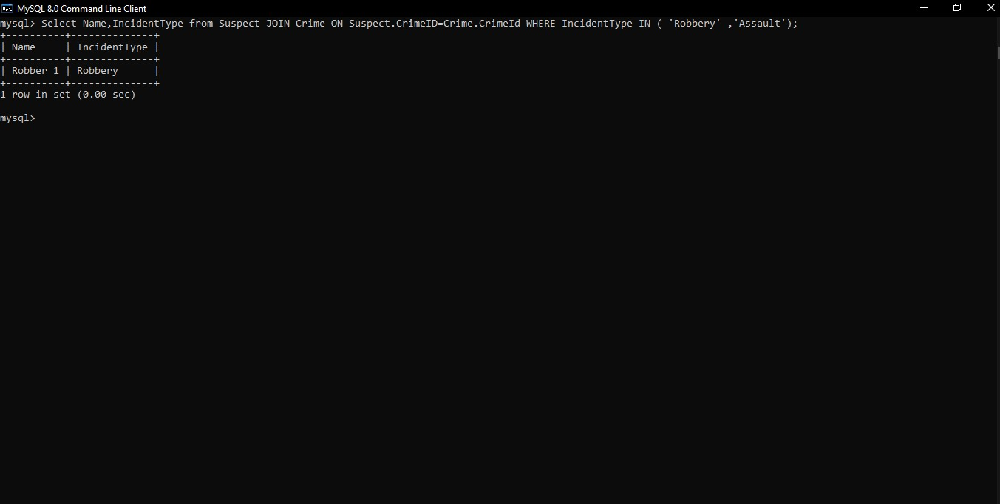 MySQL 8.0 Command Line Client
mysql> Select Name,IncidentType from Suspect JOIN Crime ON Suspect.CrimeID=Crime.CrimeId WHERE IncidentType IN ( 'Robbery' ,'Assault');
+----------+--------------+
| Name     | IncidentType |
+----------+--------------+
| Robber 1 | Robbery      |
+----------+--------------+
1 row in set (0.00 sec)
mysql>